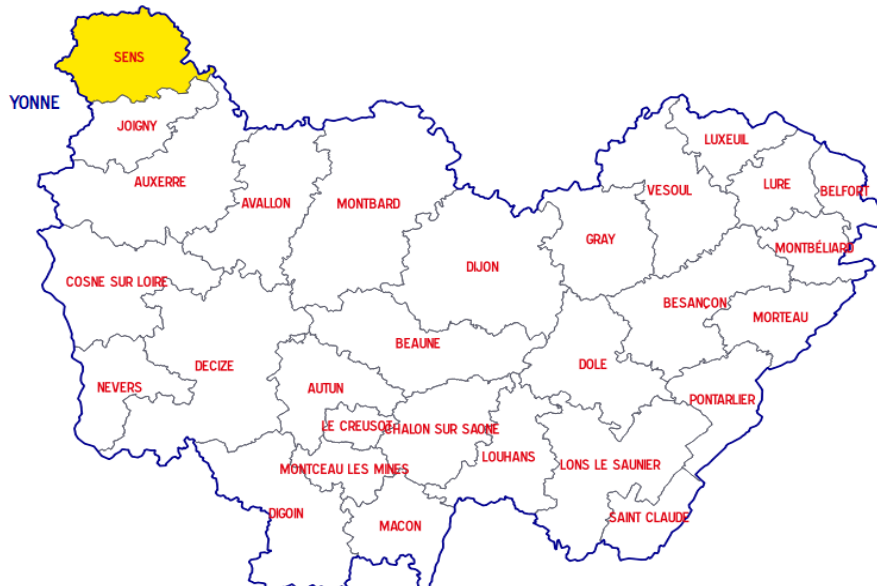 SENS
YONNE
JOIGNY
AUXERRE
AVALLON
MONTBARD
LUXEUIL
VESOUL
LURE
BELFORT
GRAY
MONTBÉLIARD
DIJON
COSNE SUR LOIRE
BESANÇON
MORTEAU
BEAUNE
DECIZE
DOLE
NEVERS
AUTUN
PONTARLIER
LE CREUSOT
CHALON SUR SAONE
LOUHANS
LONS LE SAUNIER
MONTCEAU LES MINES
DIGOIN
MACON
SAINT CLAUDE